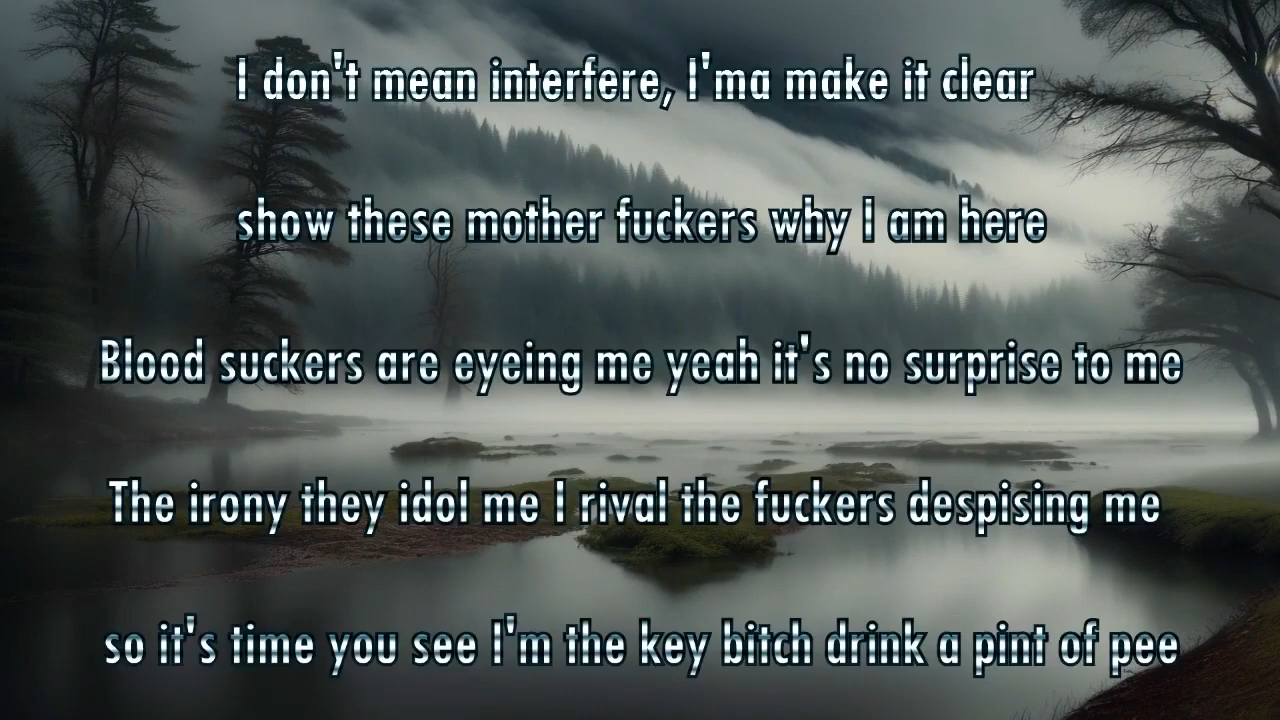 I don't mean interfere, I'ma make it clear
show these mother fuckers why I am here
Blood suckers are eyeing me yeah it's no surprise to me
The irony they idol me I rival the fuckers despising me
so it's time you see I'm the key bitch drink a pint of pee